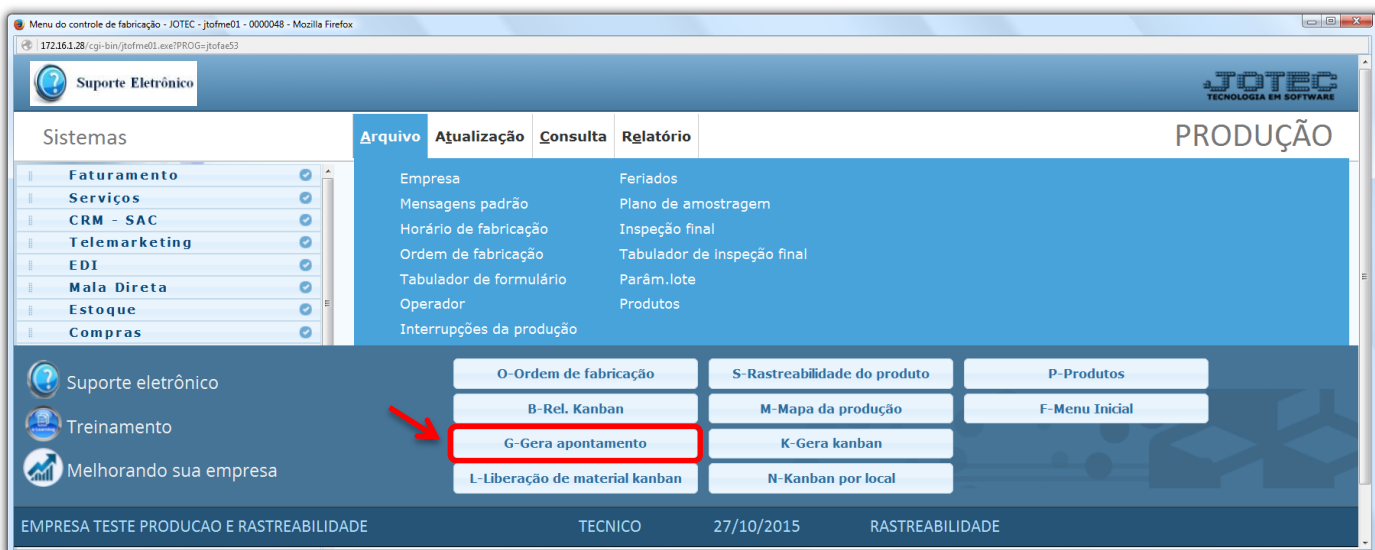 Menu do controle de fabricação - JOTEC - jtofme01 - 0000048 - Mozilla Firefox
172.16.1.28/cgi-bin/jtofme01.exe?PROG=jtofae53
Suporte Eletrônico
JOTEC
TECNOLOGIA EM SOFTWARE
Sistemas
Arquivo Atualização Consulta Relatório
PRODUÇÃO
Faturamento
Serviços
CRM - SAC
Telemarketing
EDI
Mala Direta
Estoque
Compras
Empresa
Mensagens padrão
Horário de fabricação
Ordem de fabricação
Tabulador de formulário
Operador
Interrupções da produção
Feriados
Plano de amostragem
Inspeção final
Tabulador de inspeção final
Parâm.lote
Produtos
Suporte eletrônico
Treinamento
Melhorando sua empresa
O-Ordem de fabricação S-Rastreabilidade do produto P-Produtos
B-Rel. Kanban M-Mapa da produção F-Menu Inicial
G-Gera apontamento K-Gera kanban
L-Liberação de material kanban N-Kanban por local
EMPRESA TESTE PRODUCAO E RASTREABILIDADE TECNICO 27/10/2015 RASTREABILIDADE